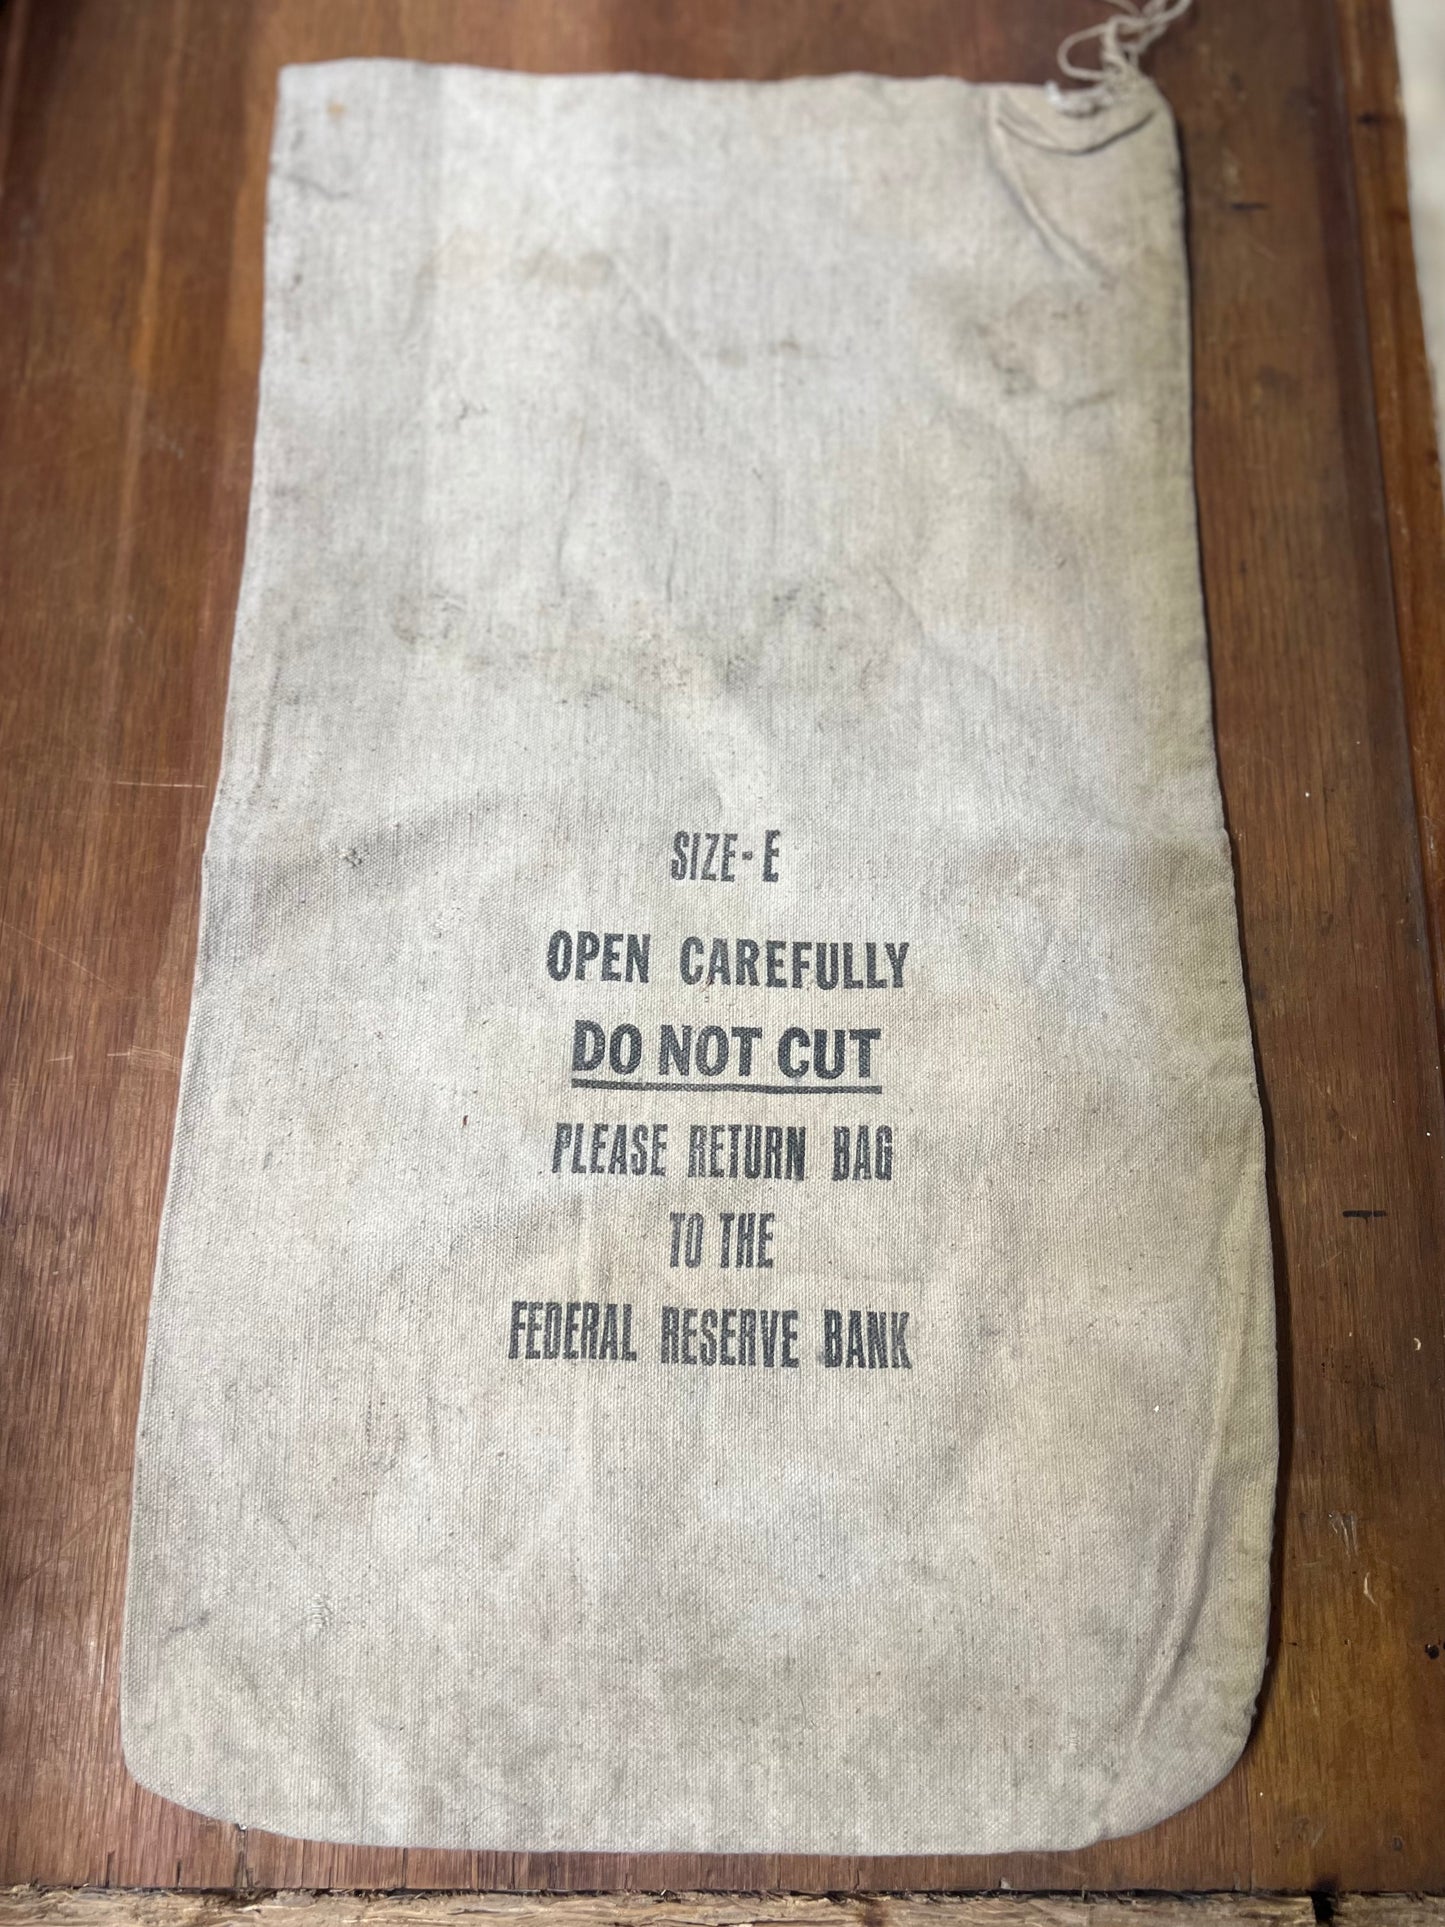 SIZE-E
OPEN CAREFULLY
DO NOT CUT
PLEASE RETURN BAG
TO THE
FEDERAL RESERVE BANK